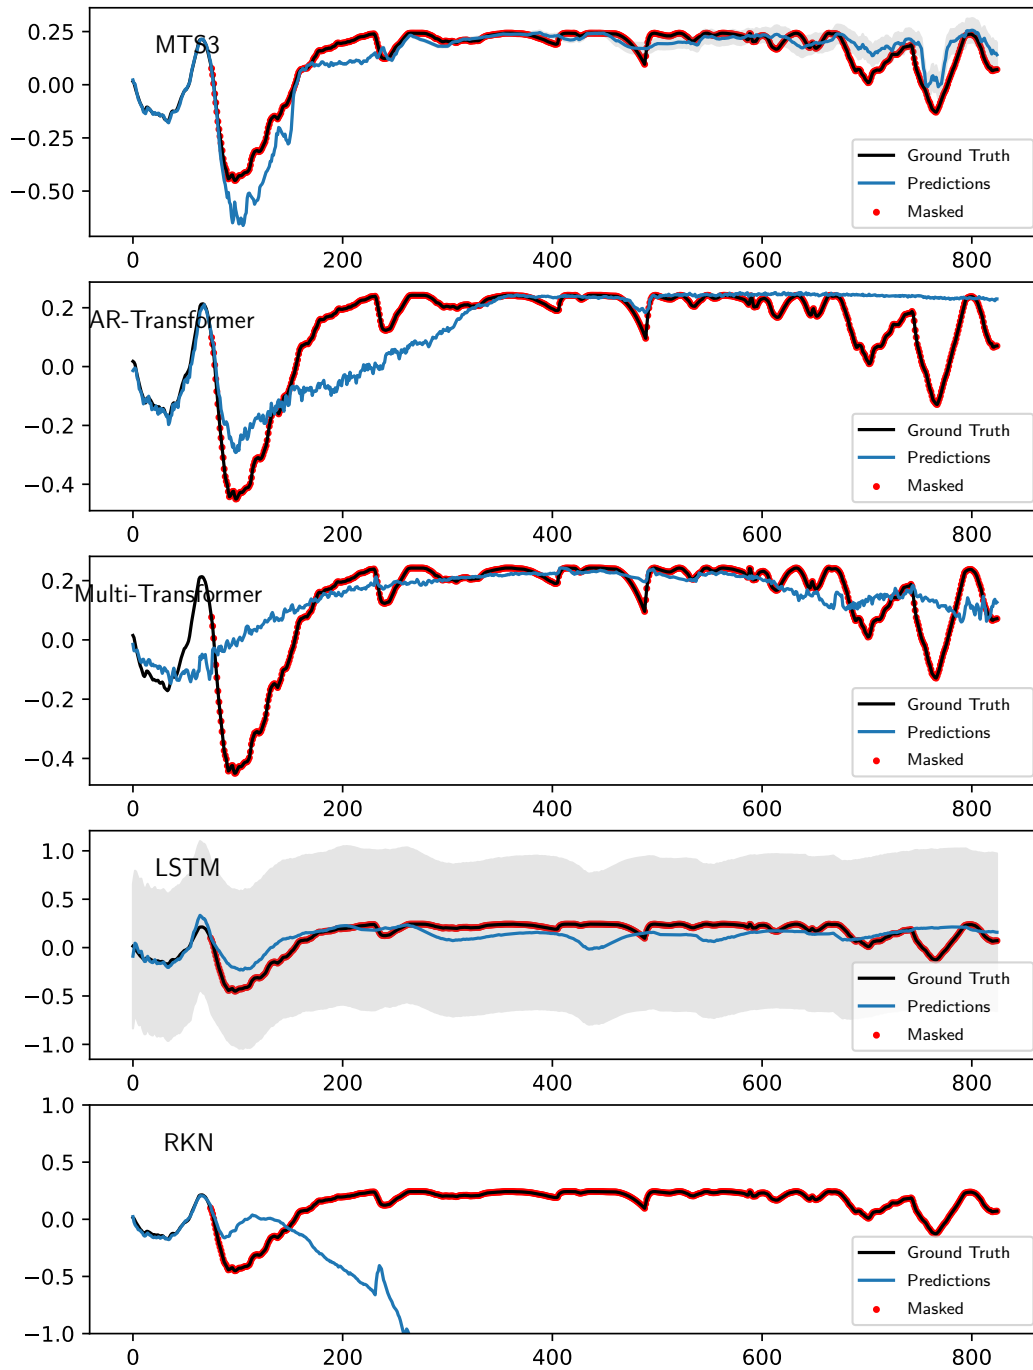 0.25
MTS3
0.00
−0.25
Ground Truth
Predictions
−0.50
Masked
0 200 400 600 800
0.2
AR-Transformer
0.0
−0.2
Ground Truth
Predictions
−0.4
Masked
0 200 400 600 800
0.2
Multi-Transformer
0.0
−0.2
Ground Truth
Predictions
−0.4
Masked
0 200 400 600 800
1.0
LSTM
0.5
0.0
Ground Truth
−0.5
Predictions
Masked
−1.0
0 200 400 600 800
1.0
RKN
0.5
0.0
Ground Truth
−0.5
Predictions
Masked
−1.0
0 200 400 600 800